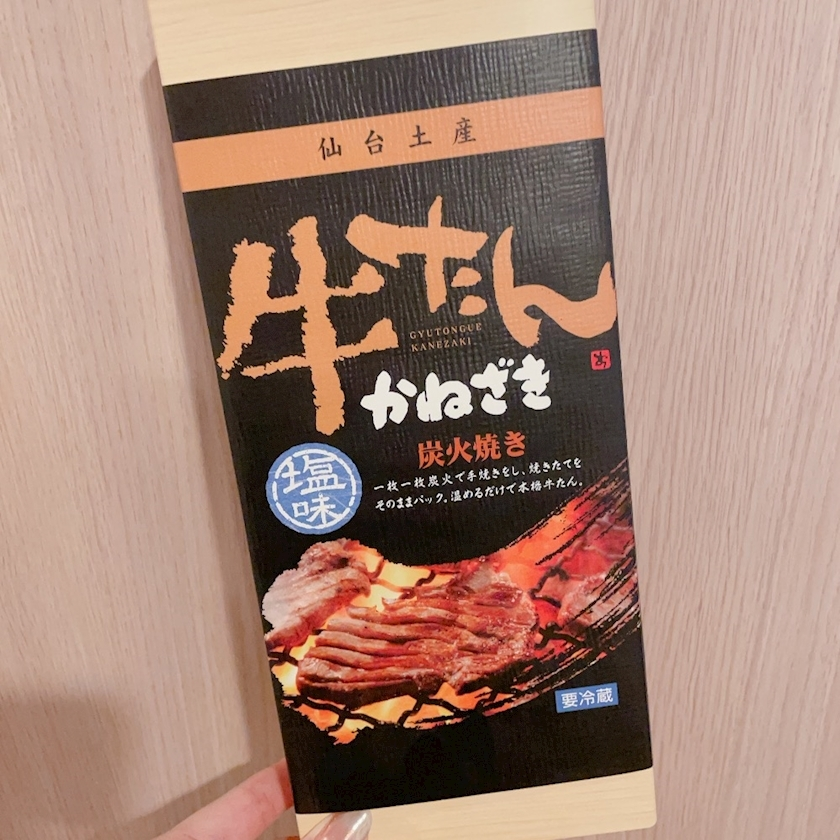 仙台土産
牛たん
GYUTONGUE
KANEZAKI
かねざき
炭火焼き
一枚一枚炭火で手焼きをし、焼きたてを
そのままパック。温めるだけで本格牛たん。
塩味
要冷蔵